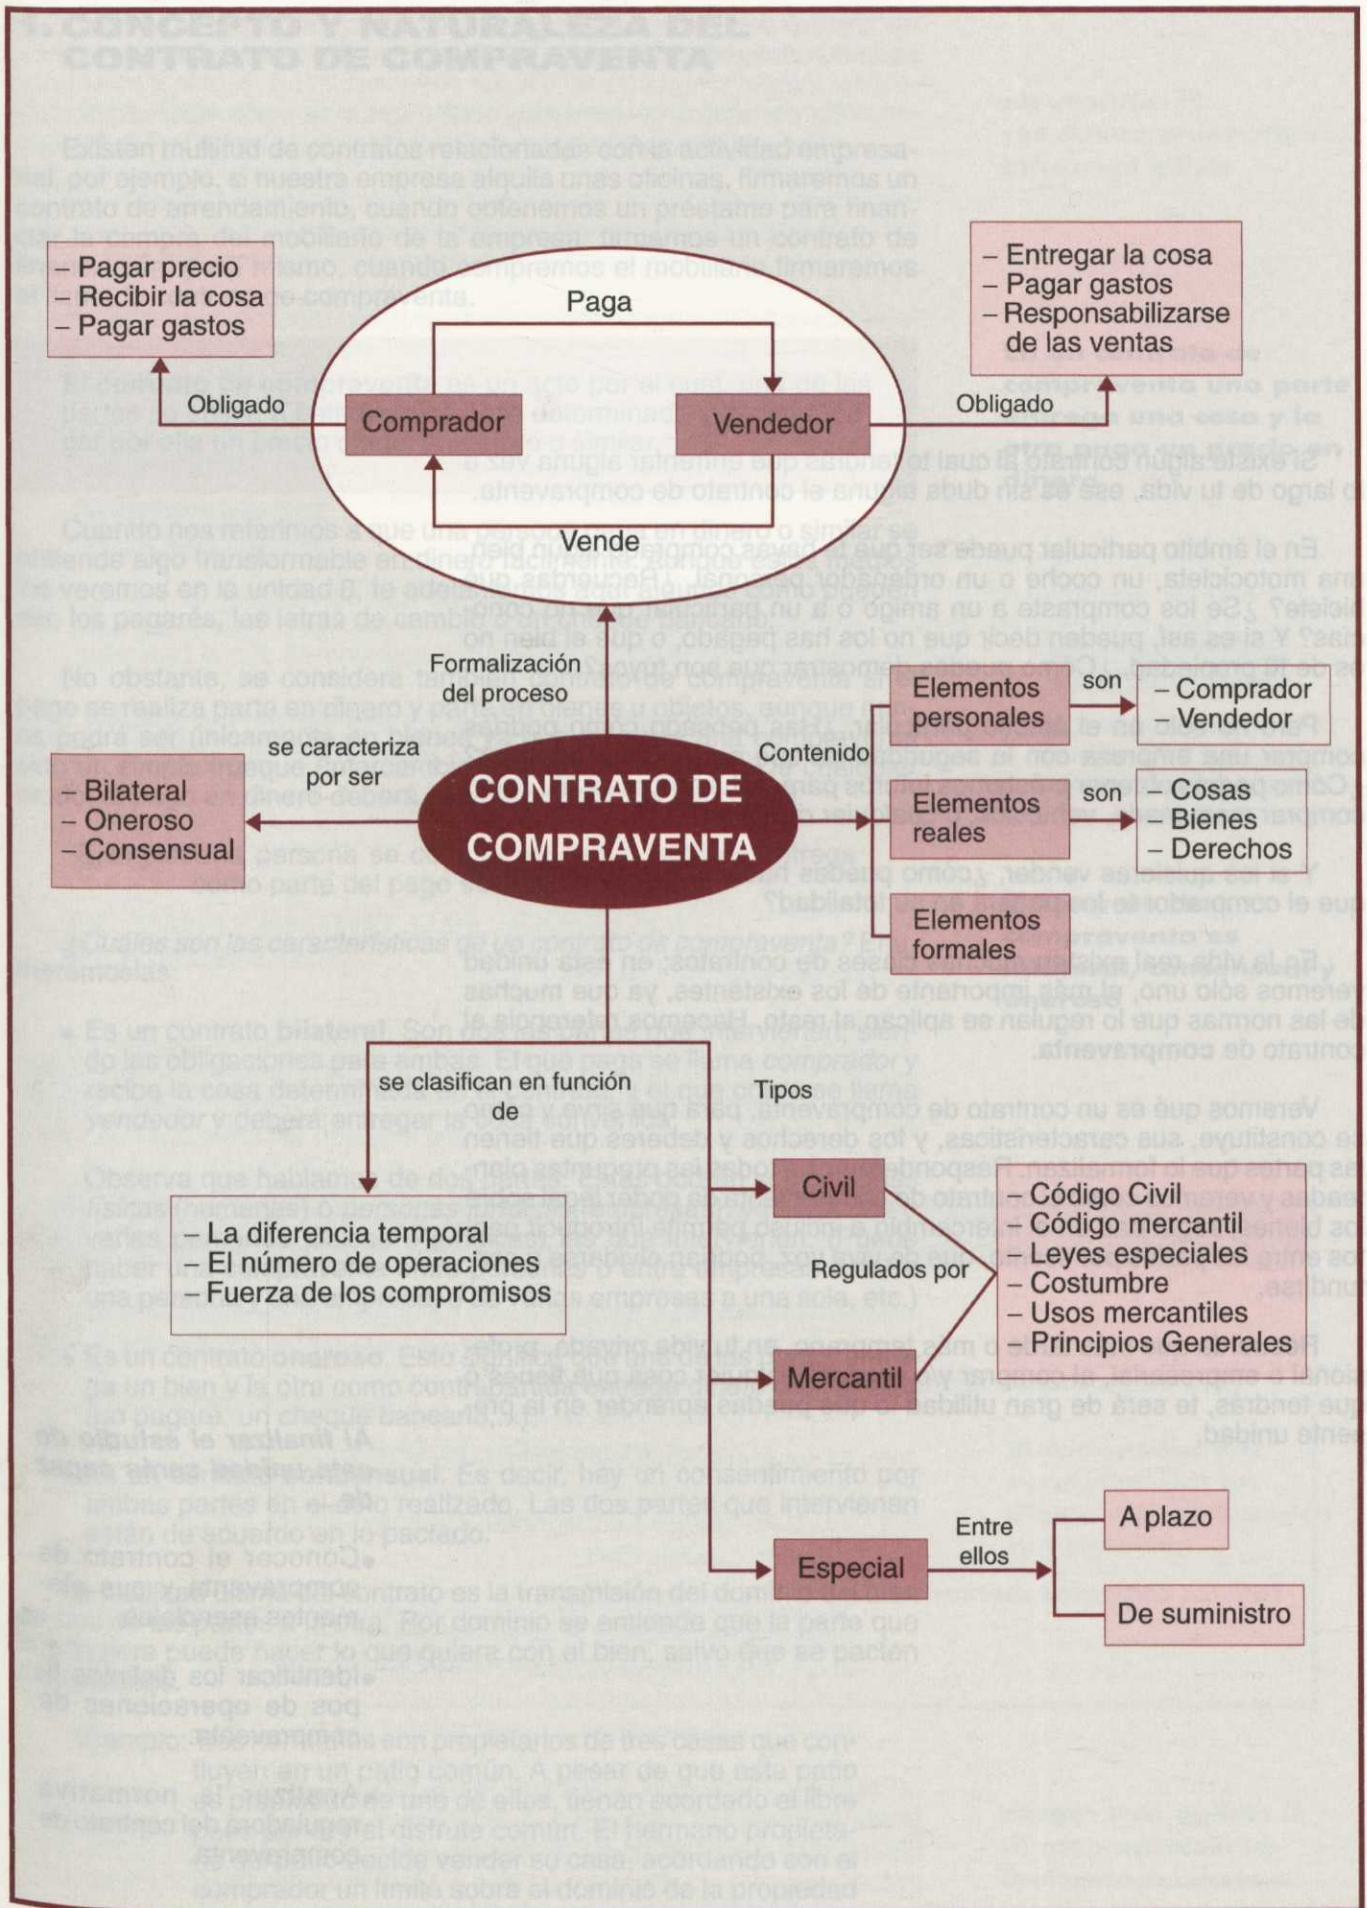 – Pagar precio
– Recibir la cosa
– Pagar gastos
Obligado
Paga
Comprador
Vendedor
Vende
Obligado
– Entregar la cosa
– Pagar gastos
– Responsabilizarse
de las ventas
Formalización
del proceso
se caracteriza
por ser
– Bilateral
– Oneroso
– Consensual
CONTRATO DE
COMPRAVENTA
Contenido
Elementos
personales
son
– Comprador
– Vendedor
Elementos
reales
son
– Cosas
– Bienes
– Derechos
Elementos
formales
se clasifican en función
de
– La diferencia temporal
– El número de operaciones
– Fuerza de los compromisos
Tipos
Civil
Regulados por
Mercantil
– Código Civil
– Código mercantil
– Leyes especiales
– Costumbre
– Usos mercantiles
– Principios Generales
Especial
Entre
ellos
A plazo
De suministro